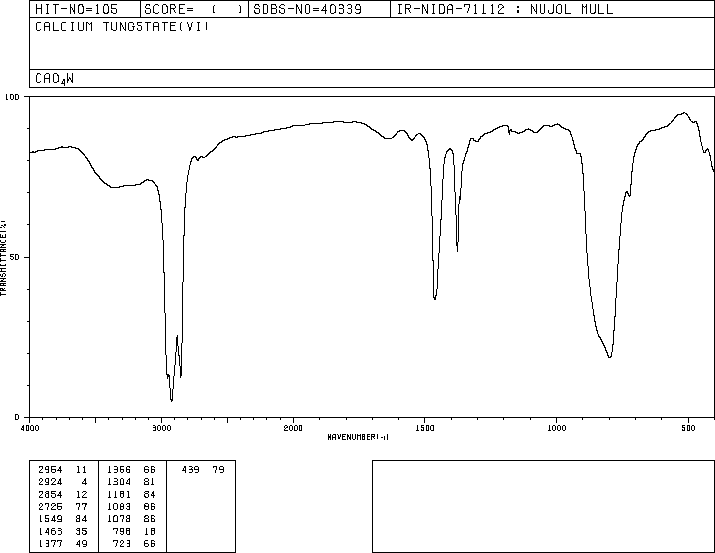 HIT-NO=105 SCORE= ( ) SDBS-NO=40339 IR-NIDA-71112 : NUJOL MULL
CALCIUM TUNGSTATE(VI)
CAO4W
100
50
0
TRANSMITTANCE(%)
4000 3000 2000 1500 1000 500
WAVENUMBER(-1)
2954 11 1366 66 439 79
2924 4 1304 81
2854 12 1181 84
2725 77 1083 86
1549 84 1078 86
1463 35 798 18
1377 49 723 66